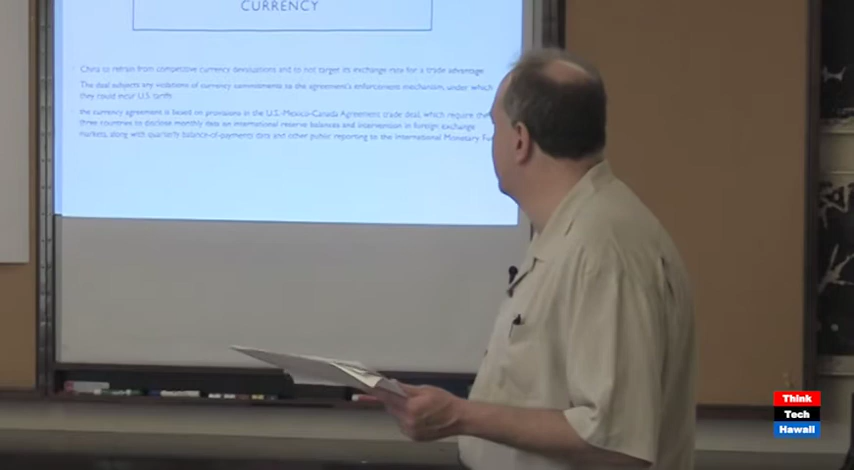 CURRENCY
China to refrain from competitive currency devaluations and to not target its exchange rate for a trade advantage.
The deal subjects any violations of currency commitments to the agreement's enforcement mechanism, under which
they could incur U.S. tariffs.
the currency agreement is based on provisions in the U.S.-Mexico-Canada Agreement trade deal, which require the
three countries to disclose monthly data on international reserve balances and intervention in foreign exchange
markets, along with quarterly balance-of-payments data and other public reporting to the International Monetary
Think
Tech
Hawaii